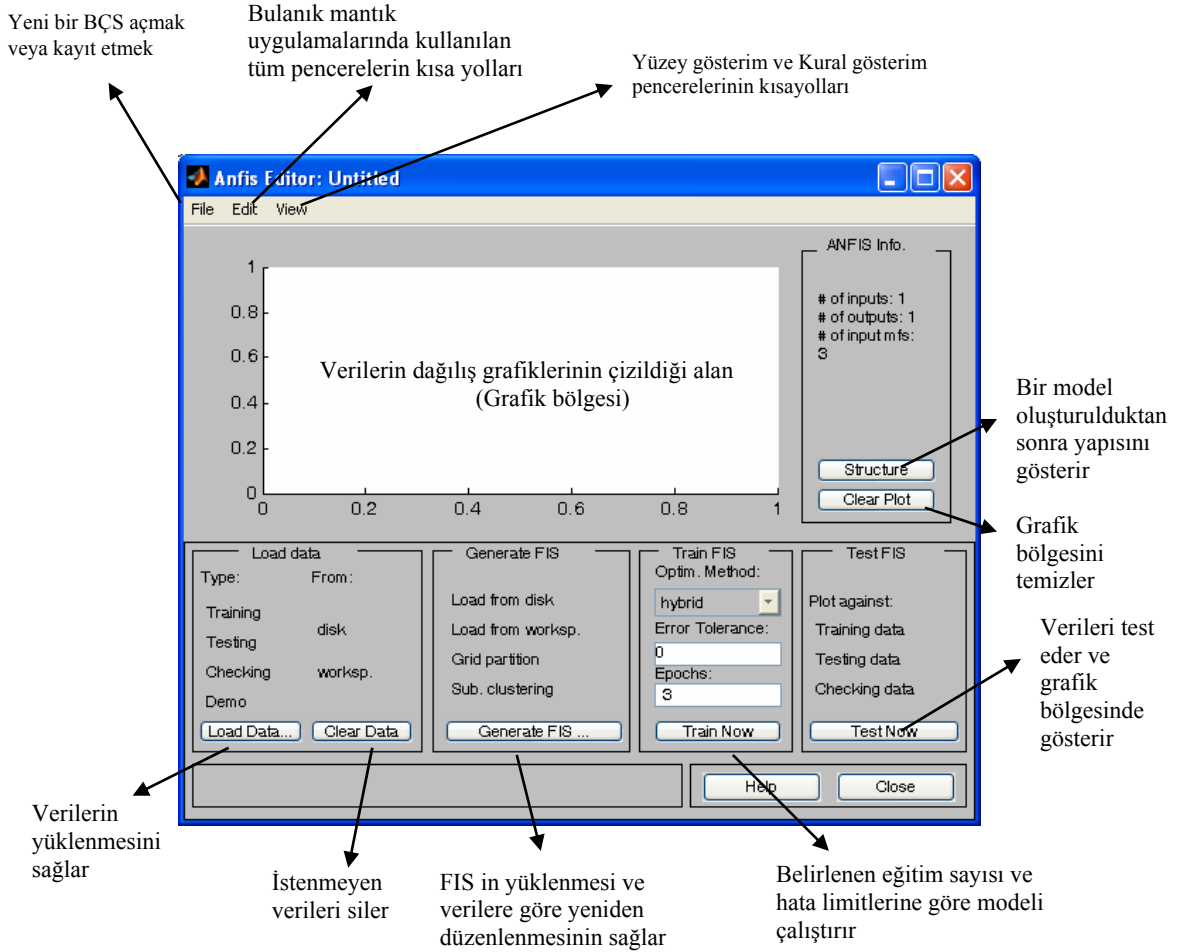 Yeni bir BÇS açmak
veya kayıt etmek
Bulanık mantık
uygulamalarında kullanılan
tüm pencerelerin kısa yolları
Yüzey gösterim ve Kural gösterim
pencerelerinin kısayolları
Anfis Editor: Untitled
File Edit View
1
0.8
0.6
0.4
0.2
0
0 0.2 0.4 0.6 0.8 1
Verilerin dağılış grafiklerinin çizildiği alan
(Grafik bölgesi)
ANFIS Info.
# of inputs: 1
# of outputs: 1
# of input mfs:
3
Structure
Clear Plot
Bir model
oluşturulduktan
sonra yapısını
gösterir
Grafik
bölgesini
temizler
Load data
Type: From:
Training
Testing
Checking
Demo
disk
worksp.
Load Data... Clear Data
Generate FIS
Load from disk
Load from worksp.
Grid partition
Sub. clustering
Generate FIS ...
Train FIS
Optim. Method:
hybrid
Error Tolerance:
0
Epochs:
3
Train Now
Test FIS
Plot against:
Training data
Testing data
Checking data
Test Now
Help Close
Verileri test
eder ve
grafik
bölgesinde
gösterir
Verilerin
yüklenmesini
sağlar
İstenmeyen
verileri siler
FIS in yüklenmesi ve
verilere göre yeniden
düzenlenmesinin sağlar
Belirlenen eğitim sayısı ve
hata limitlerine göre modeli
çalıştırır